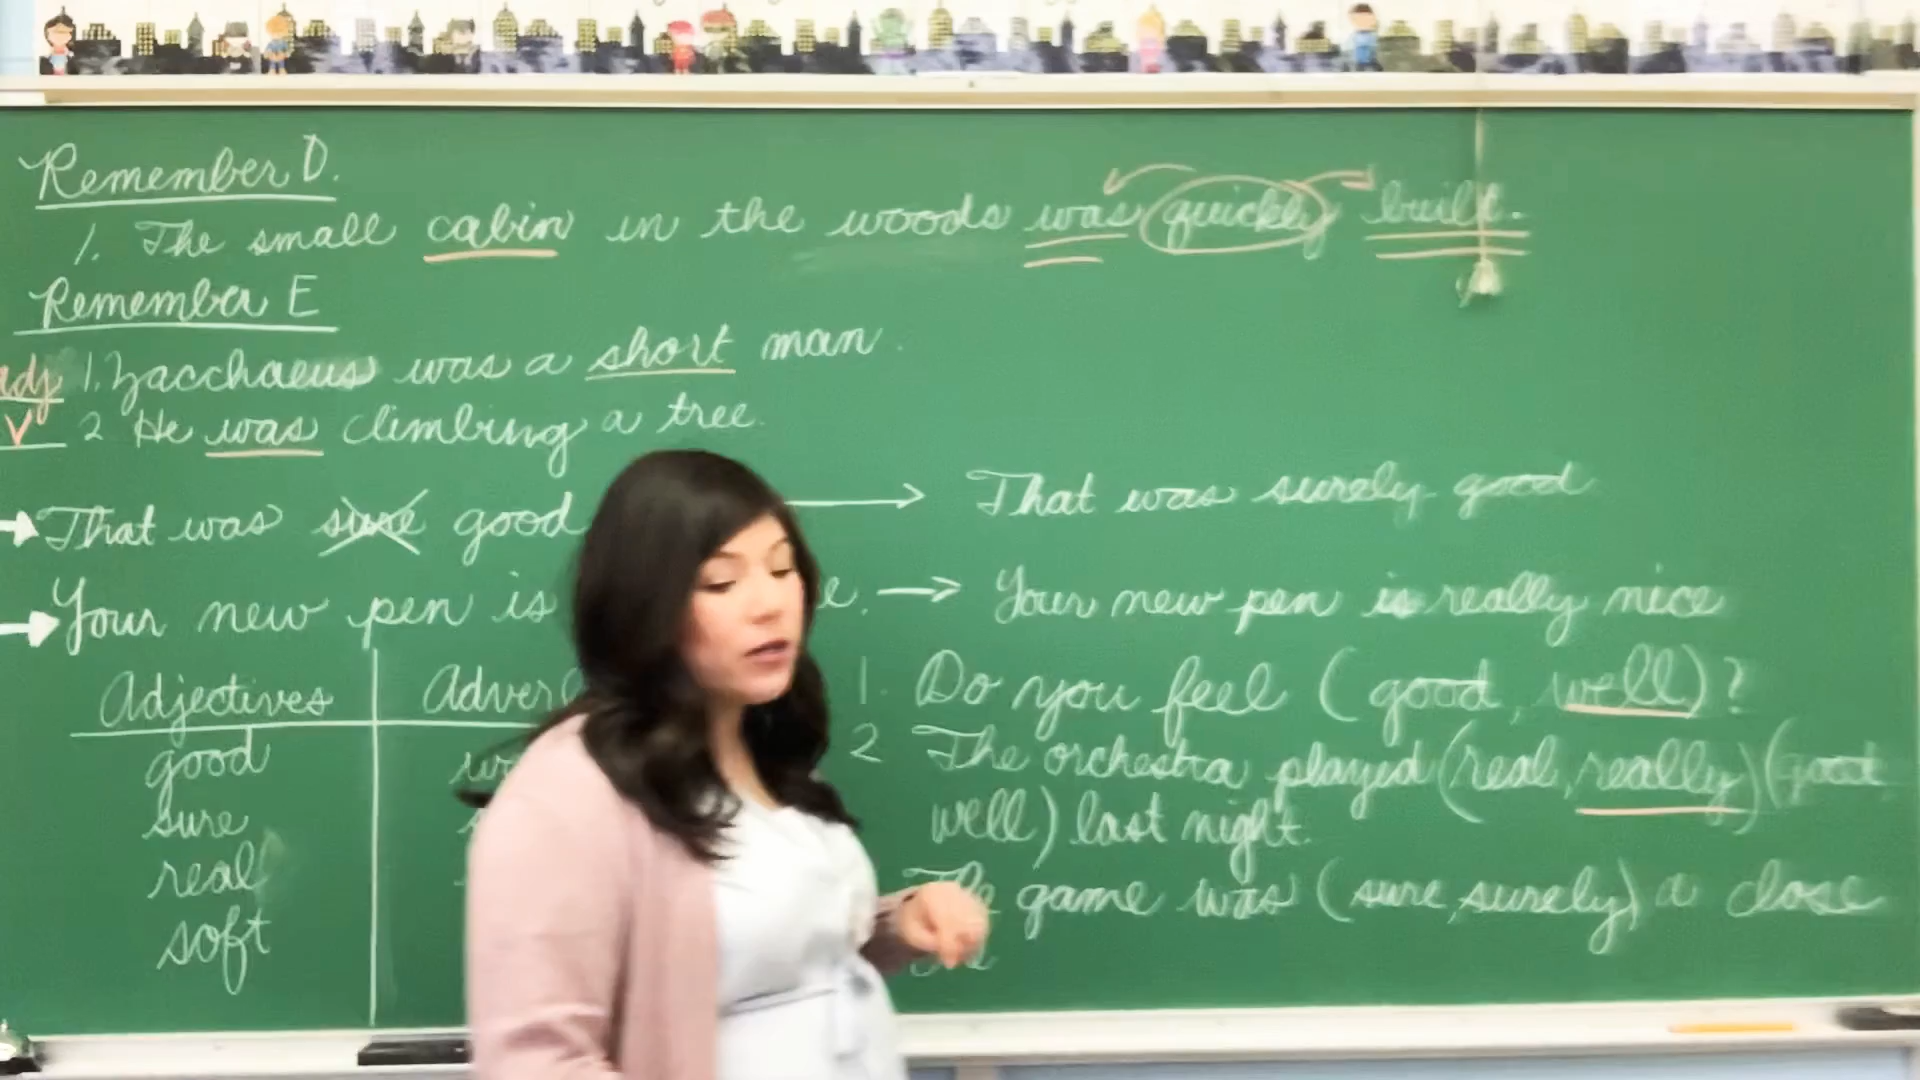 Remember D.
1. The small cabin in the woods was quickly built.
Remember E
adj 1. Zacchaeus was a short man.
V 2 He was climbing a tree.
That was sure good → That was surely good
Your new pen is e. → Your new pen is really nice
Adjectives Adver
good
sure
real
soft
1. Do you feel (good, well)?
2 The orchestra played (real, really) (good
well) last night.
The game was (sure, surely) a close